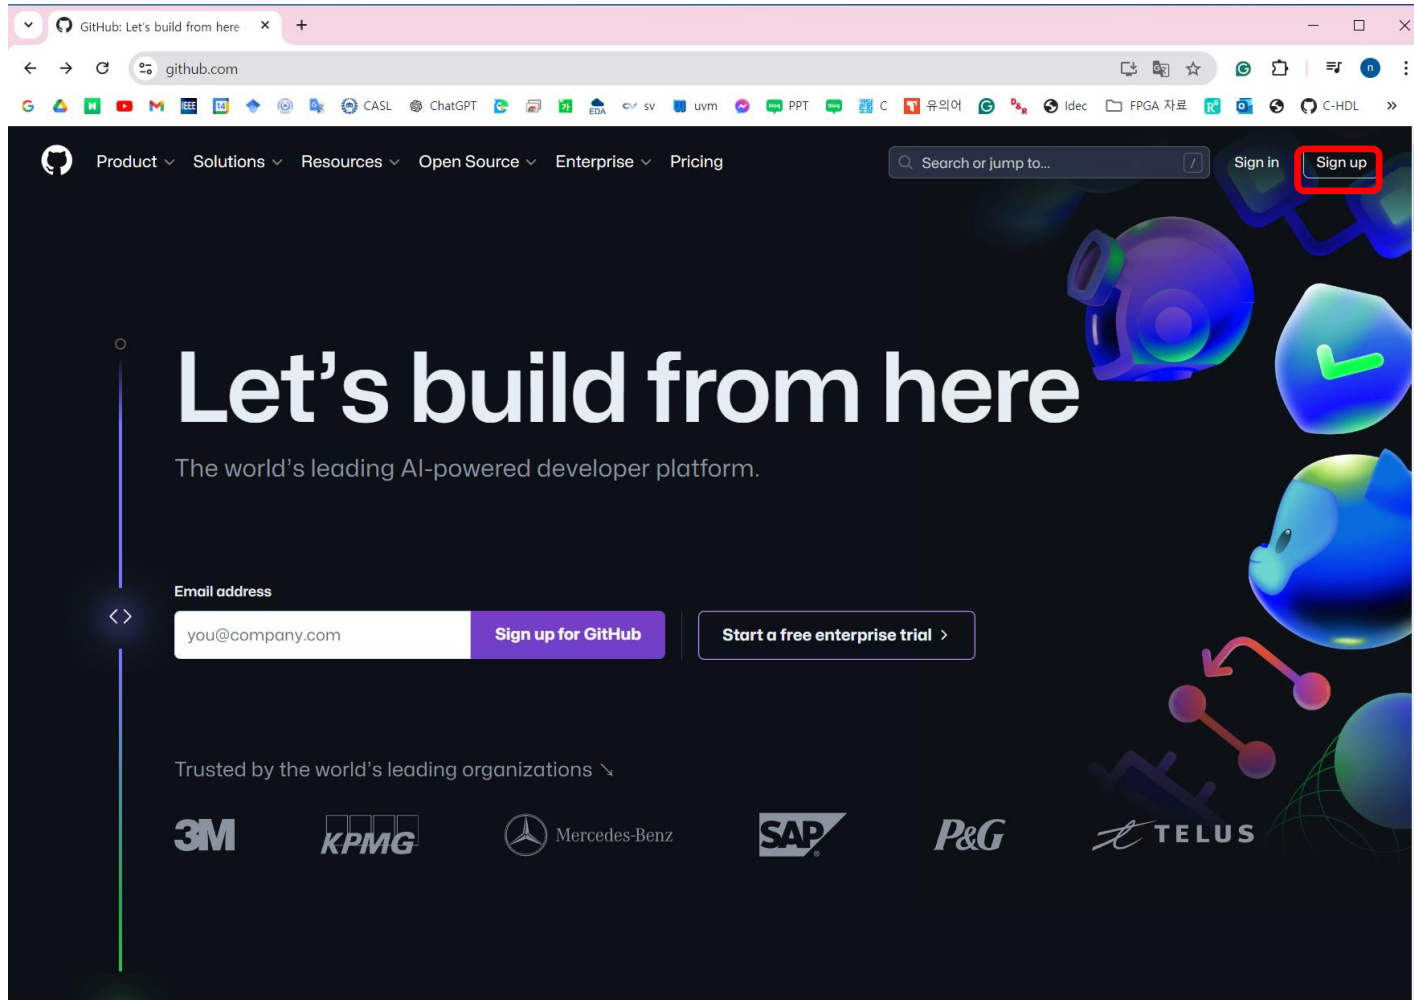 GitHub: Let's build from here
github.com
CASL ChatGPT EDA sv uvm PPT C 유의어 Idec FPGA 자료 C-HDL »
Product Solutions Resources Open Source Enterprise Pricing Search or jump to... / Sign in Sign up
Let's build from here
The world's leading AI-powered developer platform.
Email address
you@company.com Sign up for GitHub Start a free enterprise trial >
Trusted by the world's leading organizations ↘
3M KPMG Mercedes-Benz SAP P&G TELUS